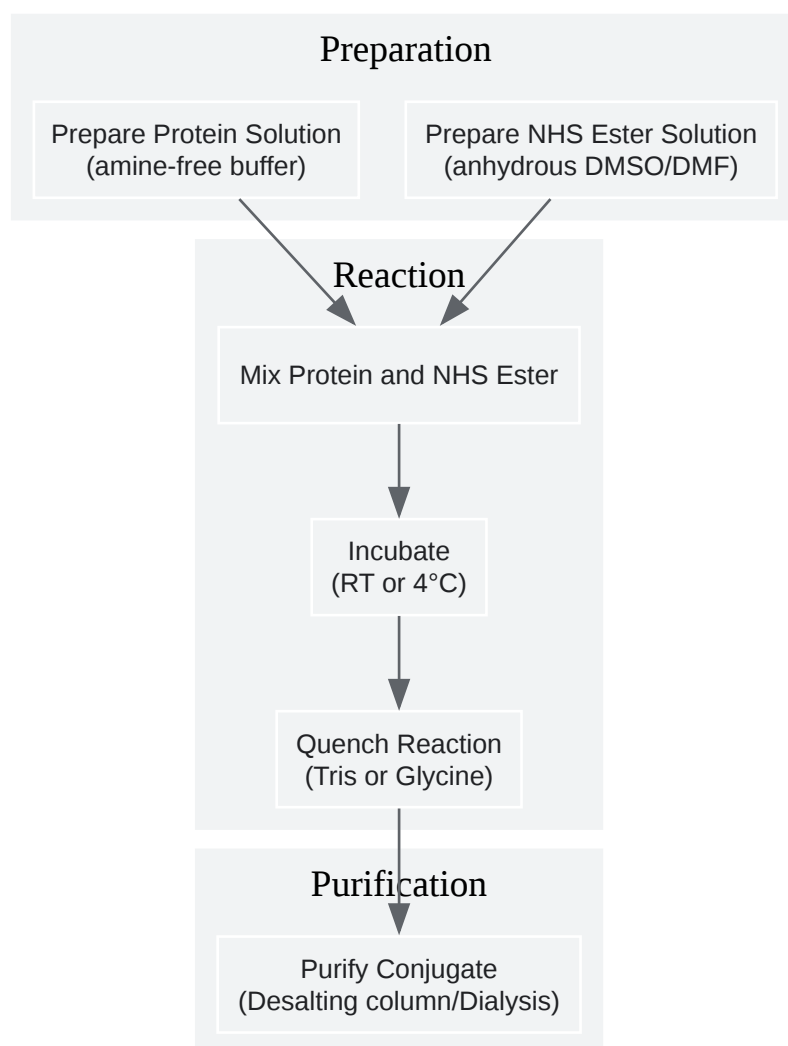 Preparation
Prepare Protein Solution
(amine-free buffer)
Prepare NHS Ester Solution
(anhydrous DMSO/DMF)
Reaction
Mix Protein and NHS Ester
Incubate
(RT or 4°C)
Quench Reaction
(Tris or Glycine)
Purification
Purify Conjugate
(Desalting column/Dialysis)